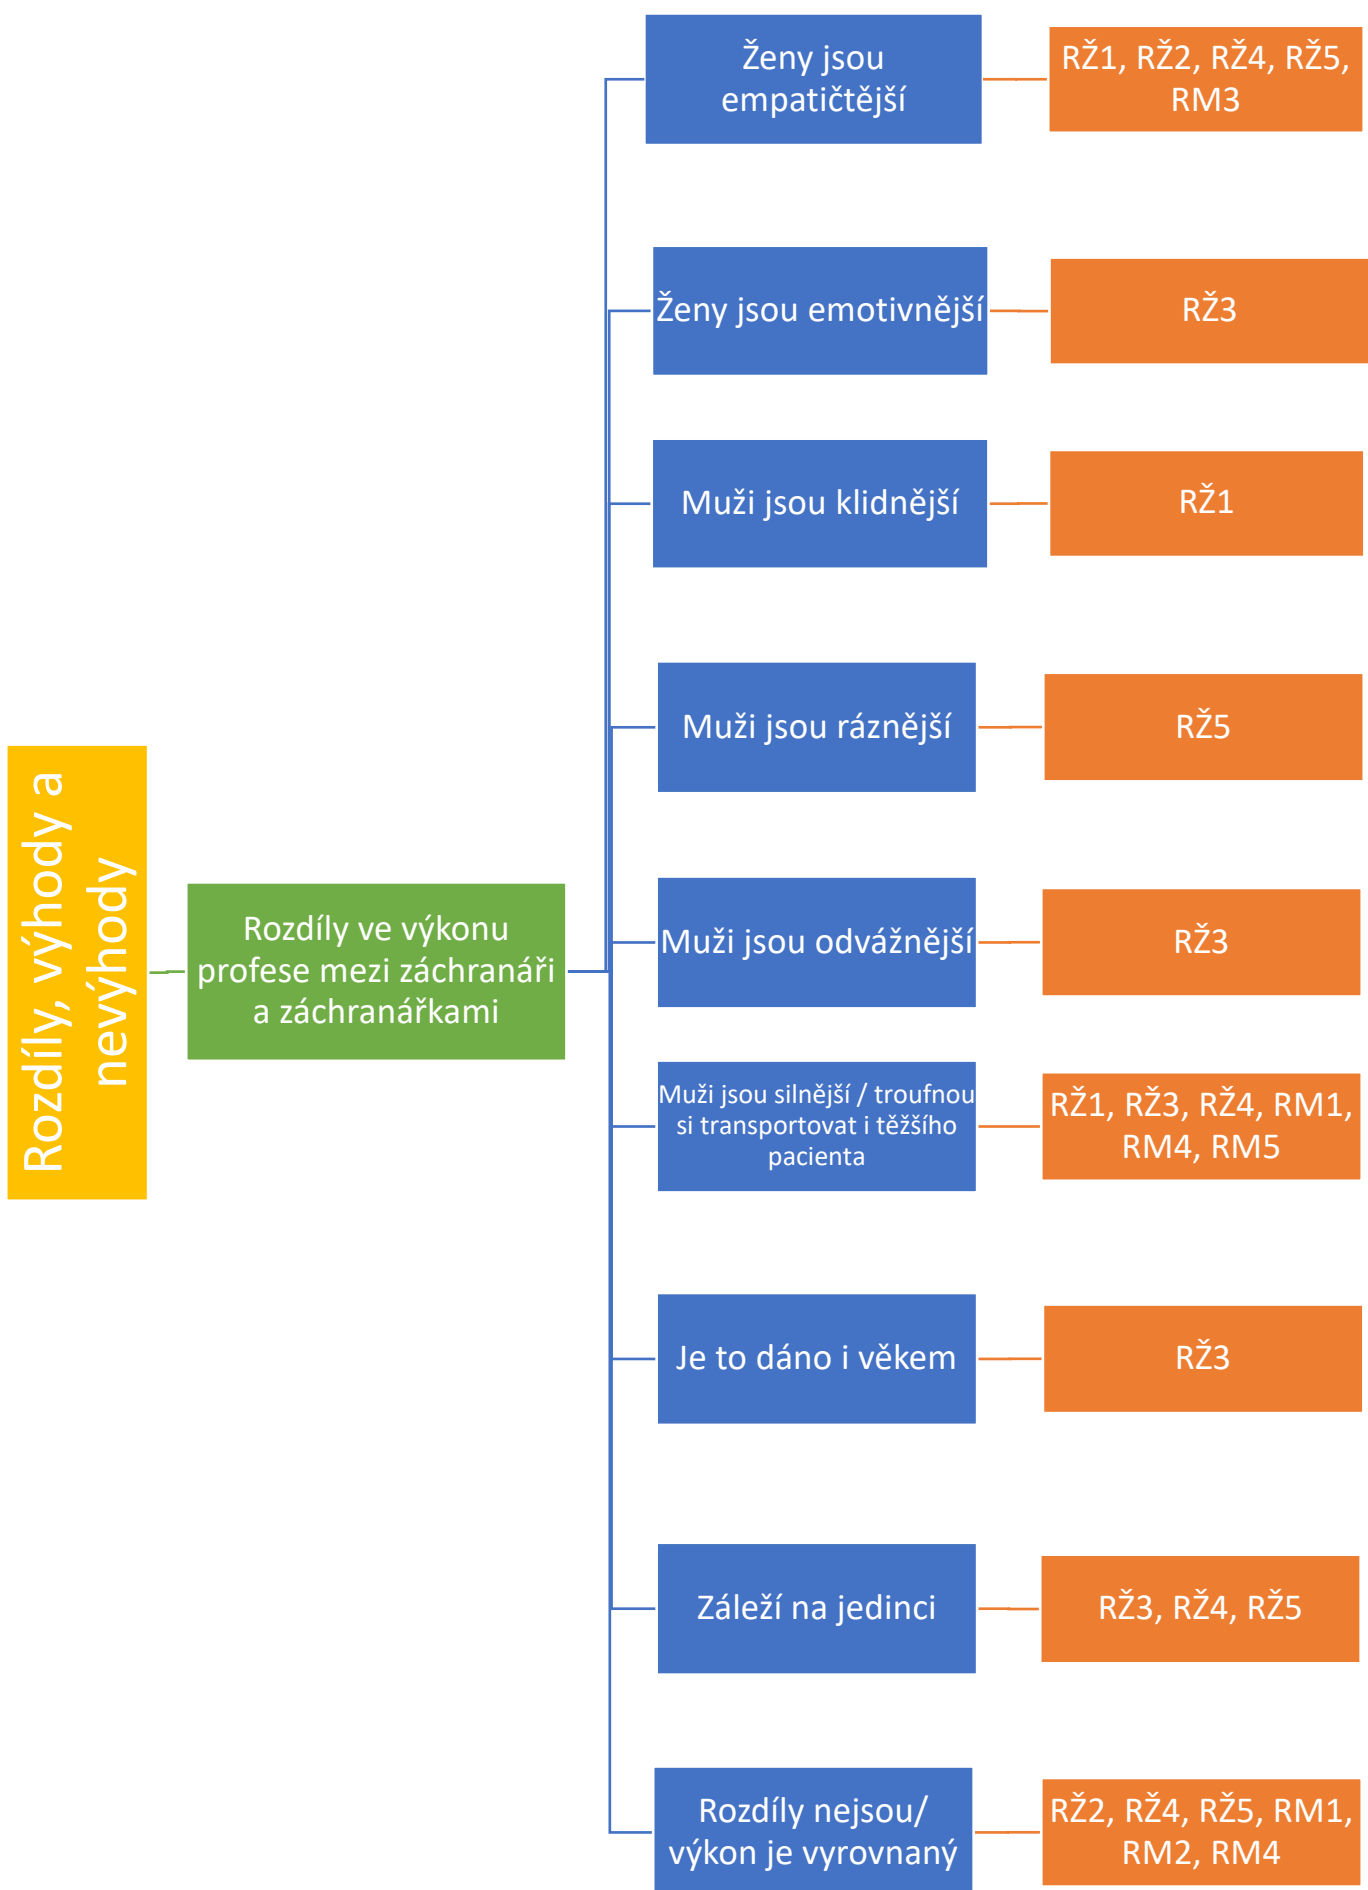 Rozdíly, výhody a
nevýhody
Rozdíly ve výkonu
profese mezi záchranáři
a záchranářkami
Ženy jsou
empatičtější
RŽ1, RŽ2, RŽ4, RŽ5,
RM3
Ženy jsou emotivnější
RŽ3
Muži jsou klidnější
RŽ1
Muži jsou ráznější
RŽ5
Muži jsou odvážnější
RŽ3
Muži jsou silnější / troufnou
si transportovat i těžšího
pacienta
RŽ1, RŽ3, RŽ4, RM1,
RM4, RM5
Je to dáno i věkem
RŽ3
Záleží na jedinci
RŽ3, RŽ4, RŽ5
Rozdíly nejsou/
výkon je vyrovnaný
RŽ2, RŽ4, RŽ5, RM1,
RM2, RM4